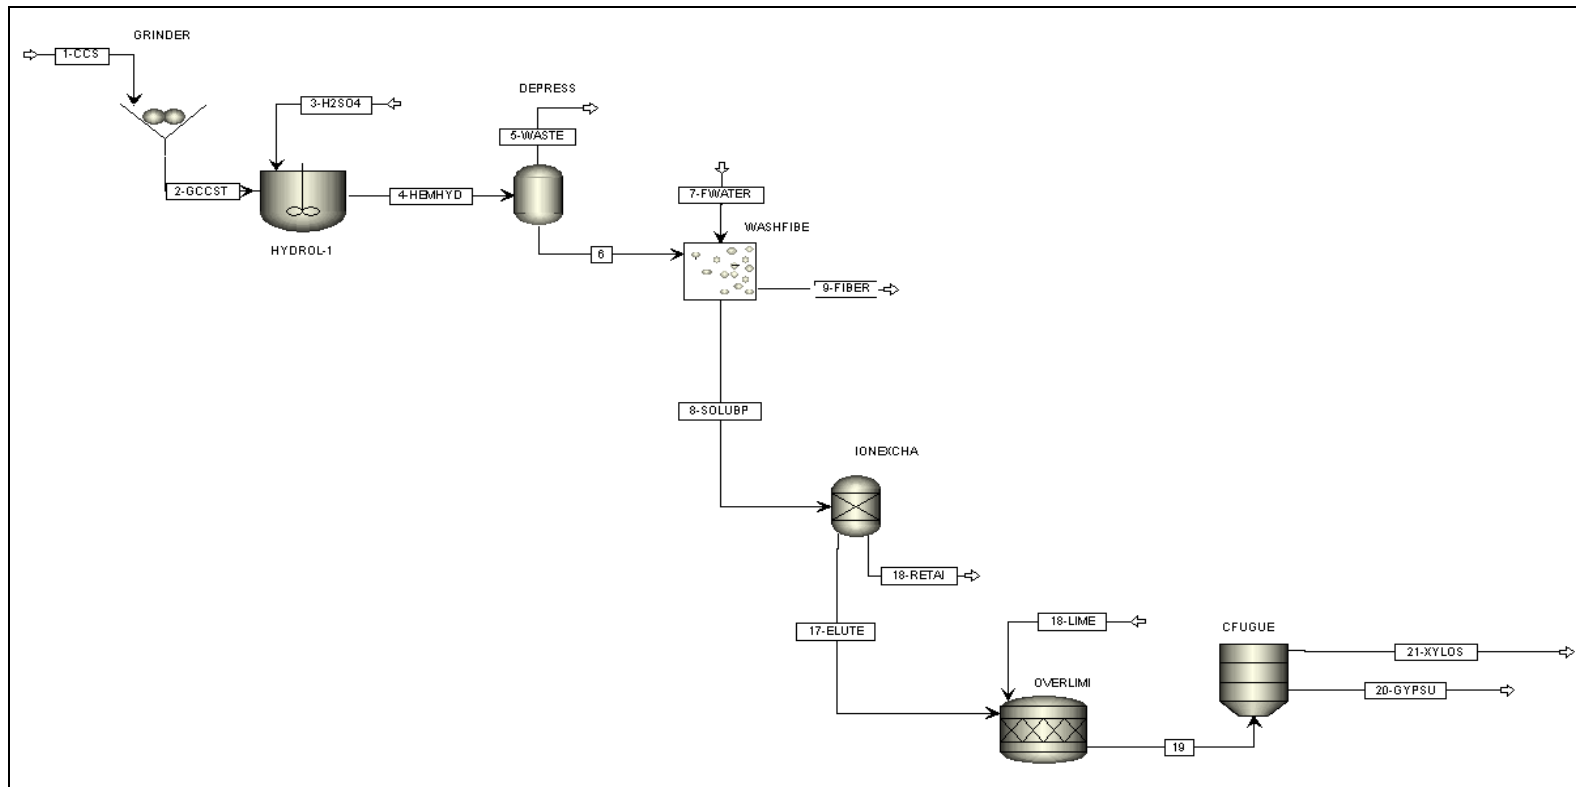 GRINDER
1-CCS
DEPRESS
3-H2SO4
5-WASTE
2-GCCST
4-HEMHYD
7-FWATER
WASHFIBE
HYDROL-1
6
9-FIBER
8-SOLUBP
IONEXCHA
18-RETAI
17-ELUTE
18-LIME
CFUGUE
21-XYLOS
OVERLIMI
20-GYPSU
19